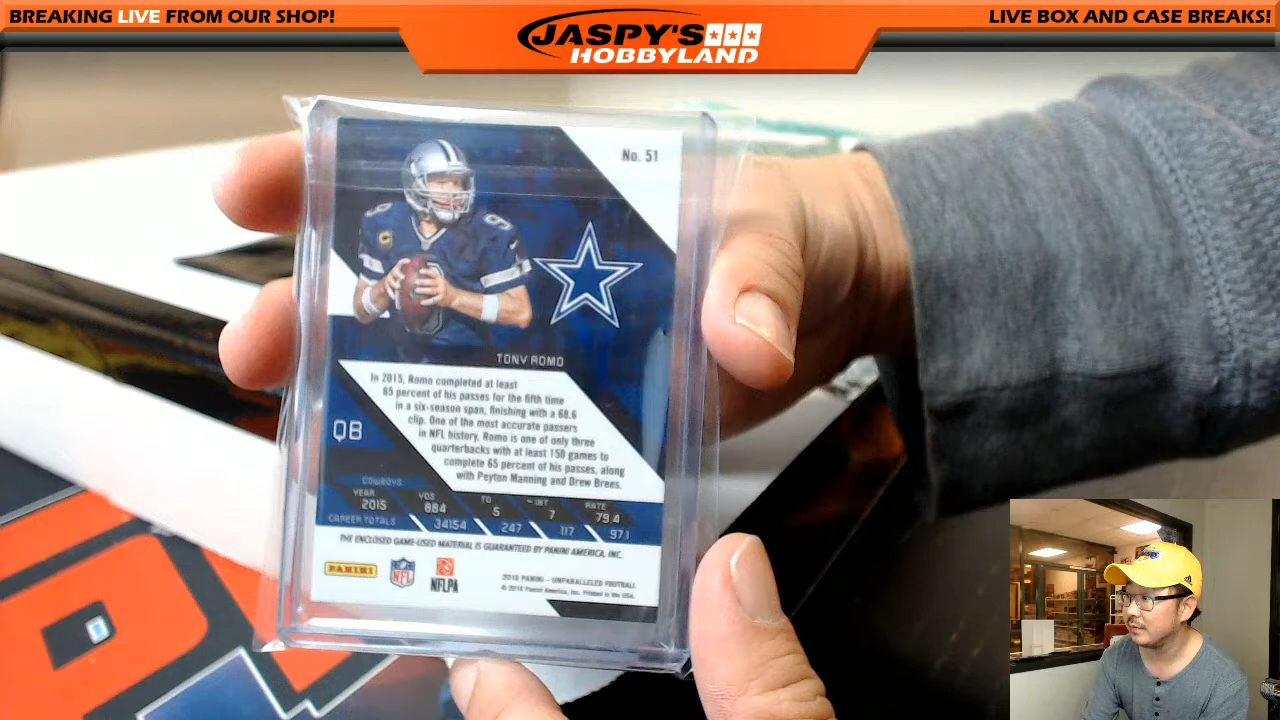 BREAKING LIVE FROM OUR SHOP!
JASPY'S
HOBBYLAND
LIVE BOX AND CASE BREAKS!
No. 51
9
9
C
TONY ROMO
In 2015, Romo completed at least
65 percent of his passes for the fifth time
in a six-season span, finishing with a 68.6
clip. One of the most accurate passers
in NFL history, Romo is one of only three
quarterbacks with at least 150 games to
complete 65 percent of his passes, along
with Peyton Manning and Drew Brees.
QB
COWBOYS
YEAR YDS TD INT RATE
2015 884 5 7 79.4
CAREER TOTALS 34154 247 117 97.1
THE ENCLOSED GAME-USED MATERIAL IS GUARANTEED BY PANINI AMERICA, INC.
PANINI
NFL
NFLPA
2016 PANINI – UNPARALLELED FOOTBALL
© 2016 Panini America, Inc. Printed in the USA.